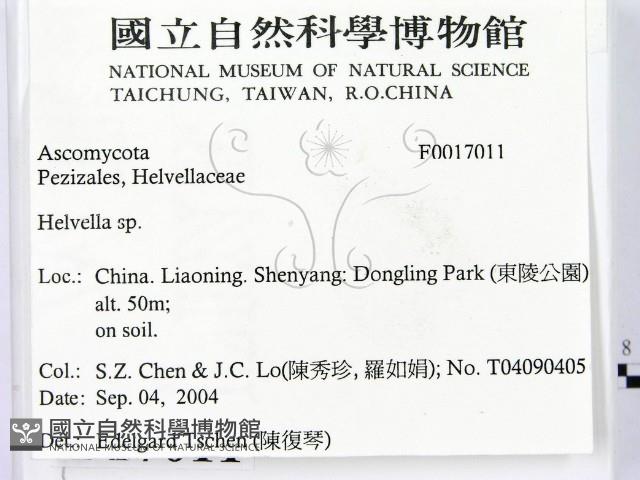 國立自然科學博物館
NATIONAL MUSEUM OF NATURAL SCIENCE
TAICHUNG, TAIWAN, R.O.CHINA
Ascomycota F0017011
Pezizales, Helvellaceae
Helvella sp.
Loc.: China. Liaoning. Shenyang: Dongling Park (東陵公園)
alt. 50m;
on soil.
Col.: S.Z. Chen & J.C. Lo(陳秀珍, 羅如娟); No. T04090405
Date: Sep. 04, 2004
Det.: Edelgard Tschen (陳復琴)
國立自然科學博物館
NATIONAL MUSEUM OF NATURAL SCIENCE
8